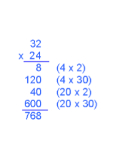 32
x 24
8 (4 x 2)
120 (4 x 30)
40 (20 x 2)
600 (20 x 30)
768